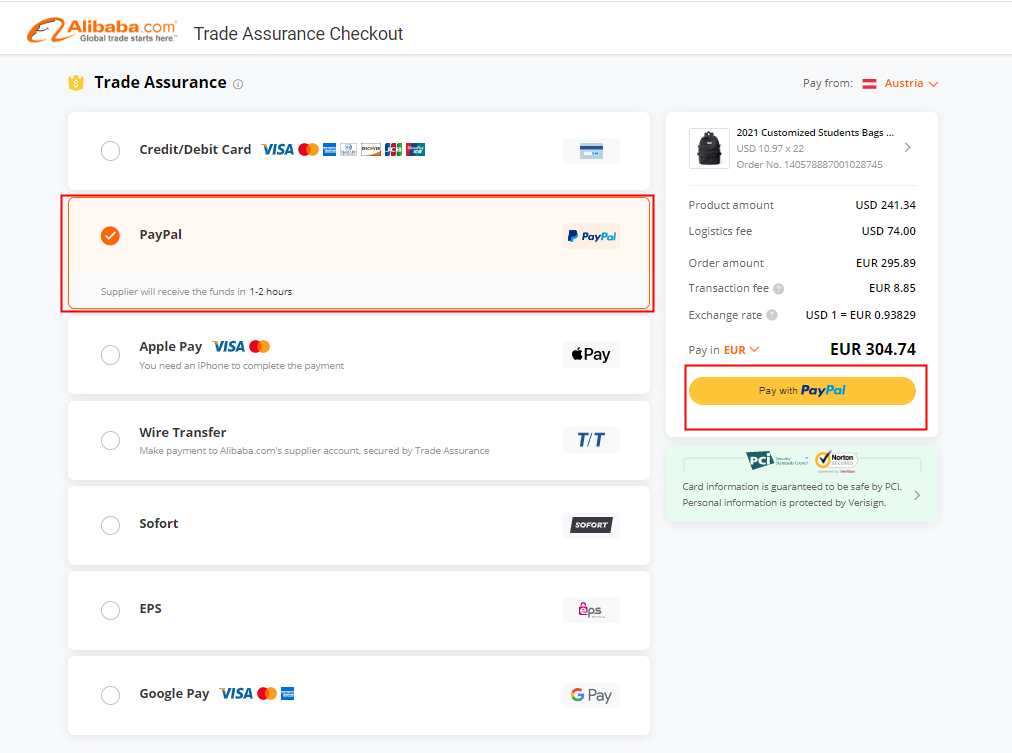 Alibaba.com
Global trade starts here™
Trade Assurance Checkout
Trade Assurance
Pay from: Austria
Credit/Debit Card VISA DISCOVER JCB
PayPal
PayPal
Supplier will receive the funds in 1-2 hours
Apple Pay VISA
You need an iPhone to complete the payment
Pay
Wire Transfer
Make payment to Alibaba.com's supplier account, secured by Trade Assurance
T/T
Sofort
SOFORT
EPS
eps
Google Pay VISA
G Pay
2021 Customized Students Bags ...
USD 10.97 x 22
Order No. 140578887001028745
Product amount USD 241.34
Logistics fee USD 74.00
Order amount EUR 295.89
Transaction fee EUR 8.85
Exchange rate USD 1 = EUR 0.93829
Pay in EUR EUR 304.74
Pay with PayPal
PCI Security Standards Council
Norton SECURED
powered by VeriSign
Card information is guaranteed to be safe by PCI.
Personal information is protected by Verisign.